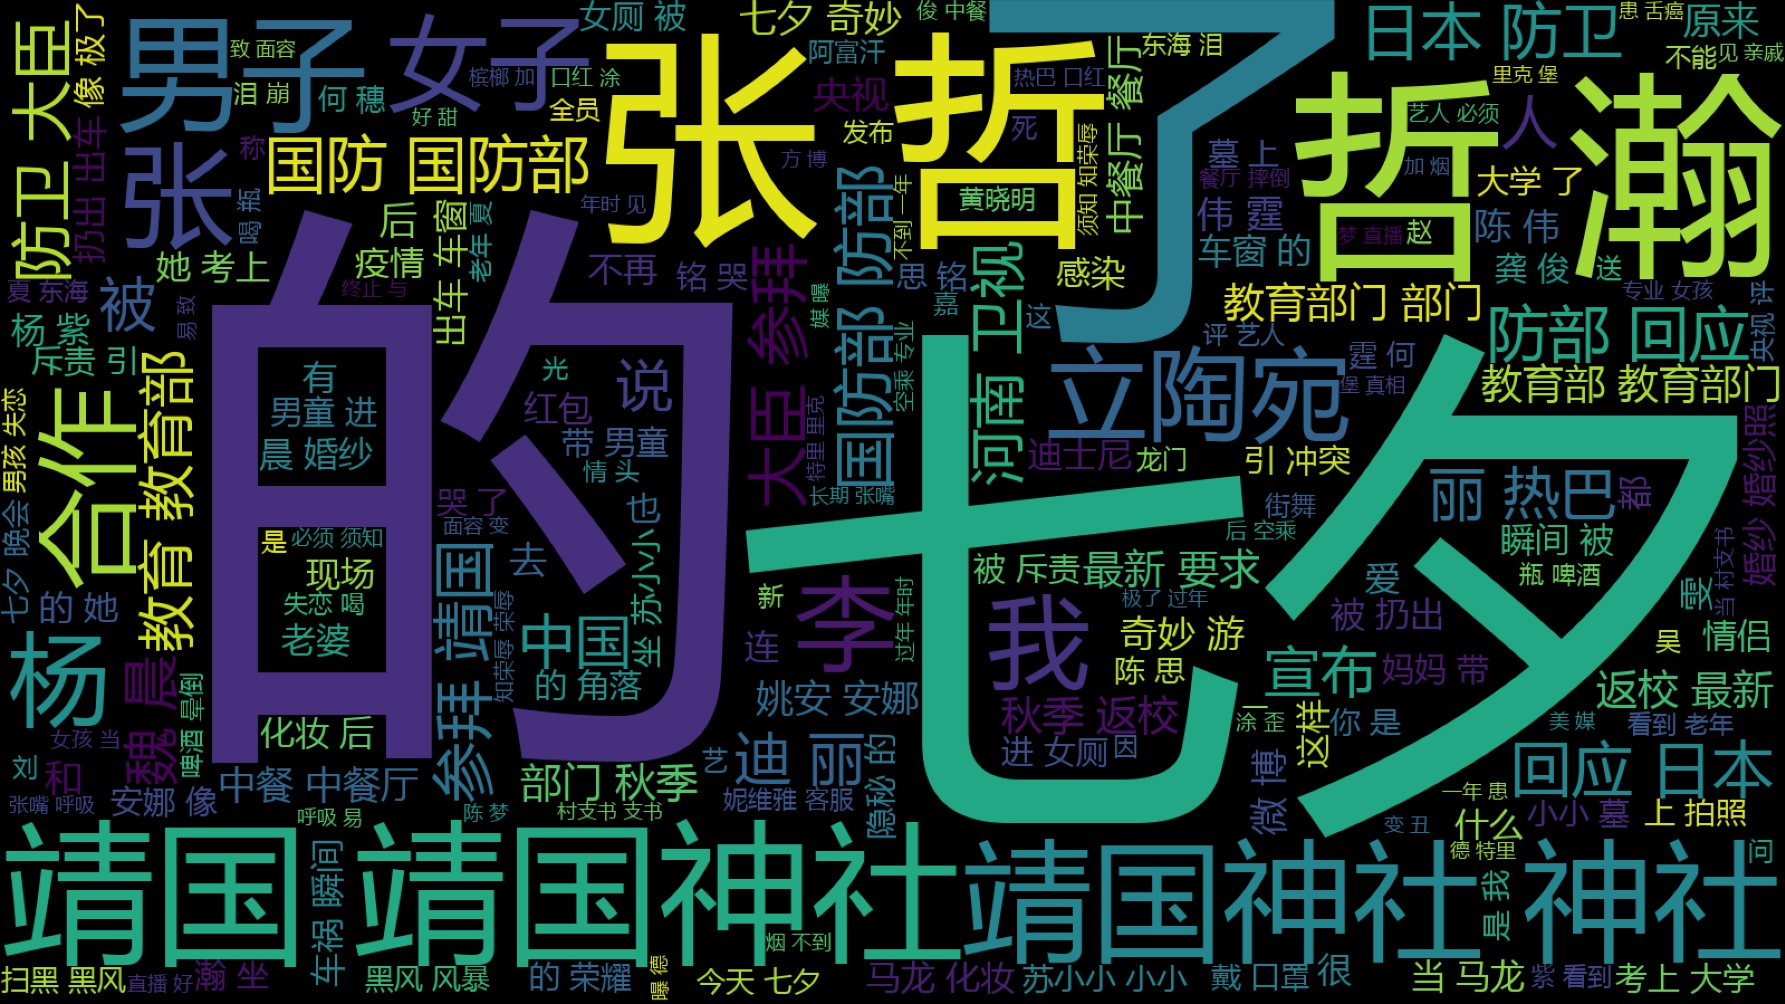 男子
女子
女厕 被
七夕 奇妙
俊 中餐
了
日本 防卫
患 舌癌
原来
不能
见 亲戚
防卫 大臣
像 极了
致 面容
泪 崩
何 穗
槟榔 加
口红 涂
好 甜
全员
阿富汗
央视
发布
热巴 口红
死
东海 泪
中餐厅 餐厅
里克 堡
艺人 必须
人
张哲
哲瀚
张
称
国防 国防部
方 博
黄晓明
须知 知荣辱
墓 上
餐厅 摔倒
加 烟
大学 了
扔出 出车
喝 瓶
后
疫情
出车 车窗
老年 夏
年时 见
国防部 防部
不到 一年
伟 霆
车窗 的
梦 直播
赵
陈 伟
龚 俊
送
她 考上
夏 东海
被
易 致
终止 与
不再
铭 哭
大臣 参拜
媒 曝
思 铭
嘉
河南 卫视
感染
这
教育部门 部门
专业 女孩
央视 评
杨 紫
斥责 引
的
七夕
有
男童 进
晨 婚纱
光
红包
说
带 男童
情 头
空乘 专业
国防部 防部
特里 里克
长期 张嘴
立陶宛
评 艺人
霆 何
堡 真相
防部 回应
教育部 教育部门
迪士尼
龙门
引 冲突
男孩 失恋
合作
教育 教育部
哭 了
面容 变
也
街舞
后 空乘
丽 热巴
都
婚纱 婚纱照
七夕 晚会
的 她
是
必须 须知
现场
失恋 喝
老婆
参拜 靖国
去
苏小小
知荣辱 荣辱
中国
坐
的 角落
新
连
李
过年 年时
被 斥责
最新 要求
极了 过年
我
奇妙 游
陈 思
爱
被 扔出
瞬间 被
瓶 啤酒
雯
当 村支书
吴
情侣
杨
魏 晨
啤酒 晕倒
女孩 当
化妆 后
姚安 安娜
秋季 返校
一
涂 歪
宣布
妈妈 带
这样
你 是
返校 最新
美 媒
看到 老年
刘
和
张嘴 呼吸
安娜 像
中餐 中餐厅
部门 秋季
艺
迪 丽
妮维雅 客服
隐秘 的
进 女厕
因
微 博
回应 日本
一年 患
小小 墓
上 拍照
什么
呼吸 易
陈 梦
村支书 支书
变 丑
德 特里
问
靖国
靖国神社
靖国神社
神社
车祸 瞬间
烟 不到
是 我
扫黑 黑风
直播 好
瀚 坐
黑风 风暴
的 荣耀
曝 德
今天 七夕
马龙 化妆
苏小小 小小
戴 口罩
很
当 马龙
紫 看到
考上 大学